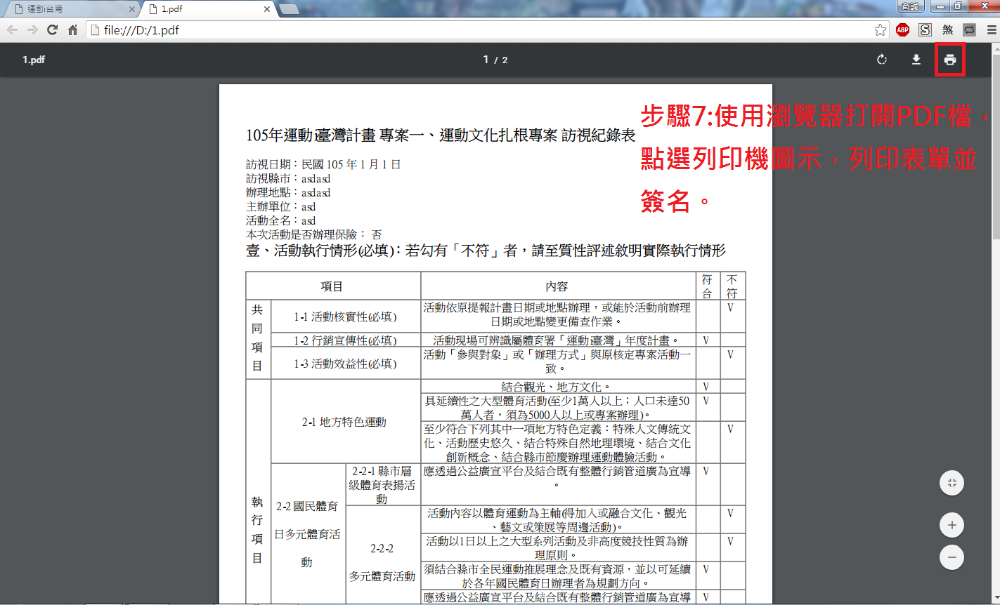 運動i台灣
1.pdf
育誠
file:///D:/1.pdf
ABP
S
煞
1.pdf
1 / 2
步驟7:使用瀏覽器打開PDF檔，
點選列印機圖示，列印表單並
簽名。
105年運動i臺灣計畫 專案一、運動文化扎根專案 訪視紀錄表
訪視日期：民國 105 年 1 月 1 日
訪視縣市：asdasd
辦理地點：asdasd
主辦單位：asd
活動全名：asd
本次活動是否辦理保險： 否
壹、活動執行情形(必填)：若勾有「不符」者，請至質性評述敘明實際執行情形
項目
內容
符合
不符
共同項目
1-1 活動核實性(必填)
活動依原提報計畫日期或地點辦理，或能於活動前辦理
日期或地點變更備查作業。
V
1-2 行銷宣傳性(必填)
活動現場可辨識屬體育署「運動i臺灣」年度計畫。
V
1-3 活動效益性(必填)
活動「參與對象」或「辦理方式」與原核定專案活動一
致。
V
執行項目
2-1 地方特色運動
結合觀光、地方文化。
V
具延續性之大型體育活動(至少1萬人以上；人口未達50
萬人者，須為5000人以上或專案辦理)。
V
至少符合下列其中一項地方特色定義：特殊人文傳統文
化、活動歷史悠久、結合特殊自然地理環境、結合文化
創新概念、結合縣市節慶辦理運動體驗活動。
V
2-2 國民體育
日多元體育活
動
2-2-1 縣市層
級體育表揚活
動
應透過公益廣宣平台及結合既有整體行銷管道廣為宣導
。
V
2-2-2
多元體育活動
活動內容以體育運動為主軸(得加入或融合文化、觀光
、藝文或策展等周邊活動)。
V
活動以1日以上之大型系列活動及非高度競技性質為辦
理原則。
V
須結合縣市全民運動推展理念及既有資源，並以可延續
於各年國民體育日辦理者為規劃方向。
V
應透過公益廣宣平台及結合既有整體行銷管道廣為宣導
V